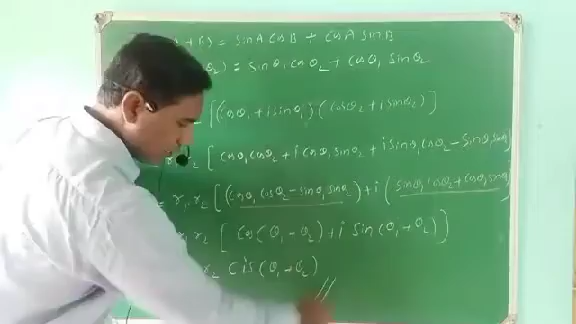 + B) = sin A cos B + cos A sin B
θ₂) = sin θ₁ cos θ₂ + cos θ₁ sin θ₂
[(cos θ₁ + i sin θ₁)(cos θ₂ + i sin θ₂)]
r₂ [cos θ₁ cos θ₂ + i cos θ₁ sin θ₂ + i sin θ₁ cos θ₂ - sin θ₁ sin θ₂
= r₁ r₂ [(cos θ₁ cos θ₂ - sin θ₁ sin θ₂) + i (sin θ₁ cos θ₂ + cos θ₁ sin θ₂)
r₁ r₂ [cos(θ₁ - θ₂) + i sin(θ₁ + θ₂)]
r₂ cis(θ₁ + θ₂)